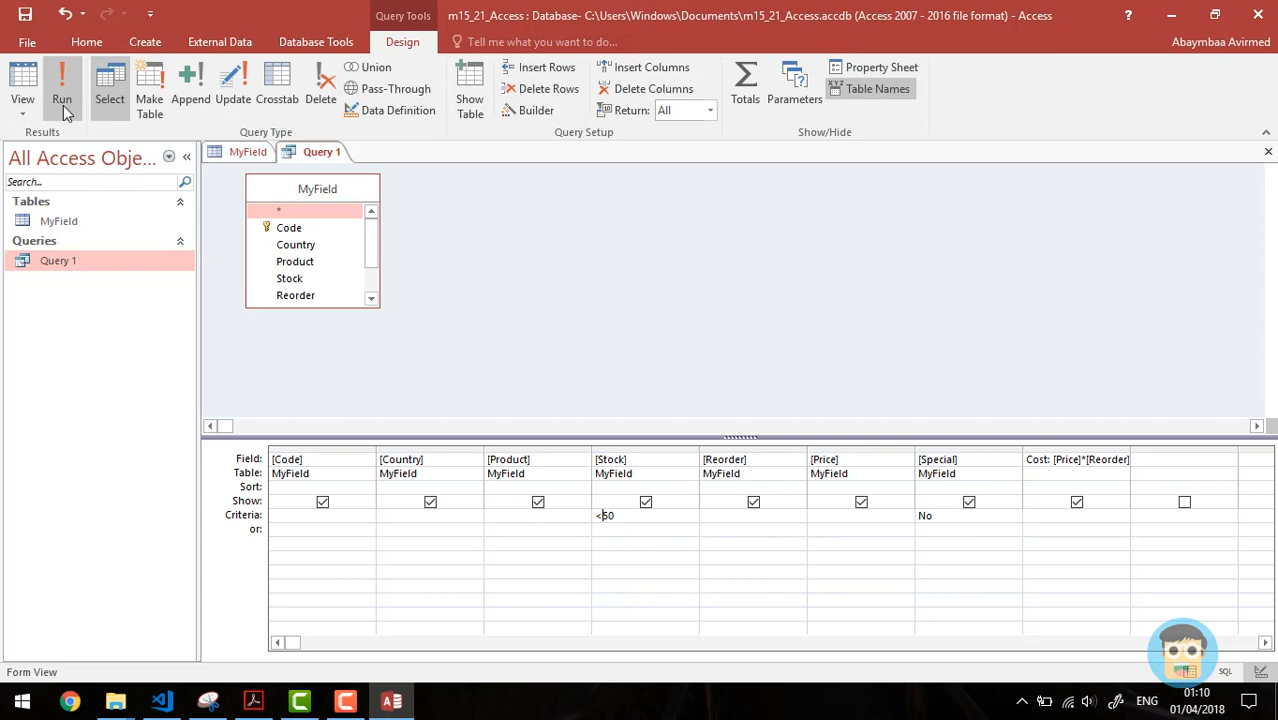 Query Tools
m15_21_Access : Database- C:\Users\Windows\Documents\m15_21_Access.accdb (Access 2007 - 2016 file format) - Access
File
Home
Create
External Data
Database Tools
Design
Tell me what you want to do...
Abaymbaa Avirmed
View
Run
Select
Make Table
Append
Update
Crosstab
Delete
Union
Pass-Through
Data Definition
Show Table
Insert Rows
Delete Rows
Builder
Insert Columns
Delete Columns
Return: All
Totals
Parameters
Property Sheet
XYZ Table Names
Results
Query Type
Query Setup
Show/Hide
All Access Obje...
Search...
Tables
MyField
Queries
Query 1
MyField
Query 1
MyField
*
Code
Country
Product
Stock
Reorder
Field: [Code] [Country] [Product] [Stock] [Reorder] [Price] [Special] Cost: [Price]*[Reorder]
Table: MyField MyField MyField MyField MyField MyField MyField
Sort:
Show:
Criteria: <50 No
or:
Form View
SQL
ENG
01:10
01/04/2018